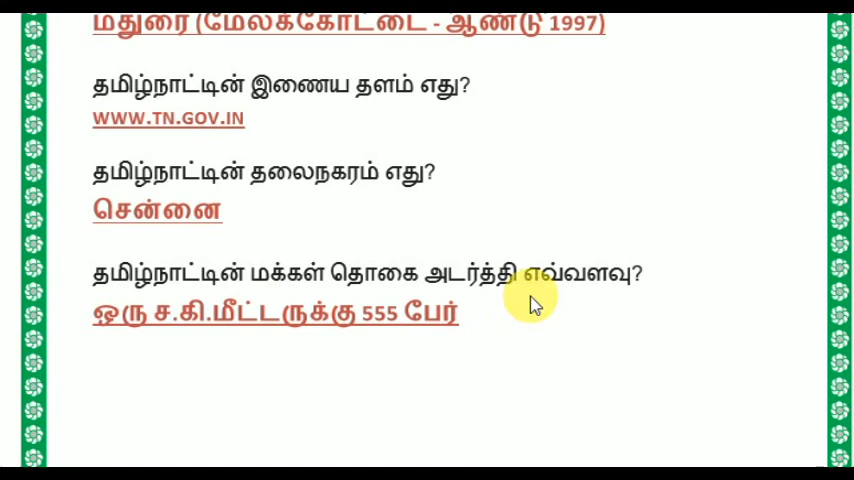 மதுரை (மேலக்கோட்டை - ஆண்டு 1997)
தமிழ்நாட்டின் இணைய தளம் எது?
WWW.TN.GOV.IN
தமிழ்நாட்டின் தலைநகரம் எது?
சென்னை
தமிழ்நாட்டின் மக்கள் தொகை அடர்த்தி எவ்வளவு?
ஒரு ச.கி.மீட்டருக்கு 555 பேர்